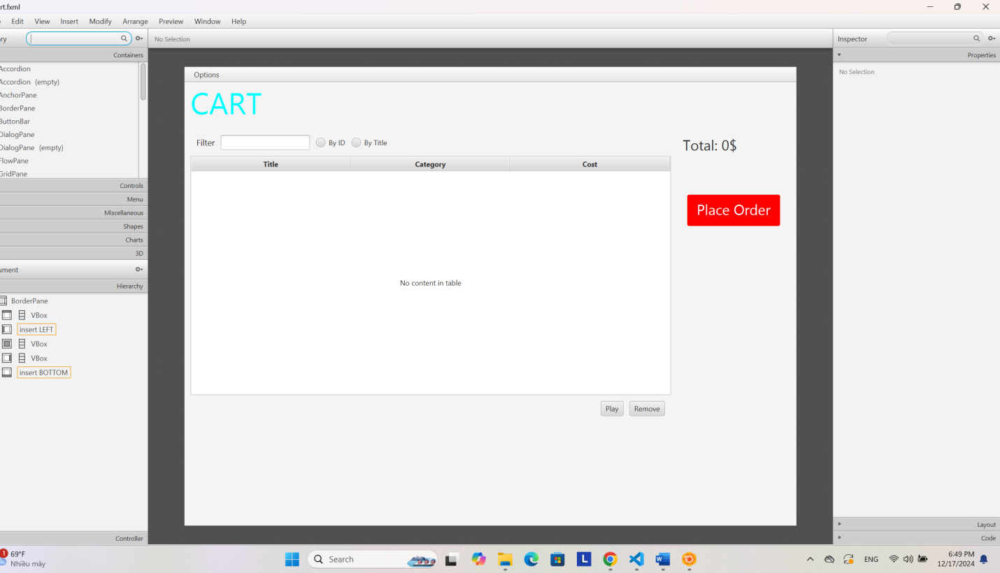 rt.fxml
Edit View Insert Modify Arrange Preview Window Help
ry
No Selection
Inspector
Containers
Properties
Accordion
Accordion (empty)
AnchorPane
BorderPane
ButtonBar
DialogPane
DialogPane (empty)
FlowPane
GridPane
Controls
Menu
Miscellaneous
Shapes
Charts
3D
ument
Hierarchy
BorderPane
VBox
insert LEFT
VBox
VBox
insert BOTTOM
Controller
Options
CART
Filter By ID By Title
Total: 0$
Title Category Cost
Place Order
No content in table
Play Remove
No Selection
Layout
Code
1
69°F
Nhiều mây
Search
L
W
ENG
6:49 PM
12/17/2024